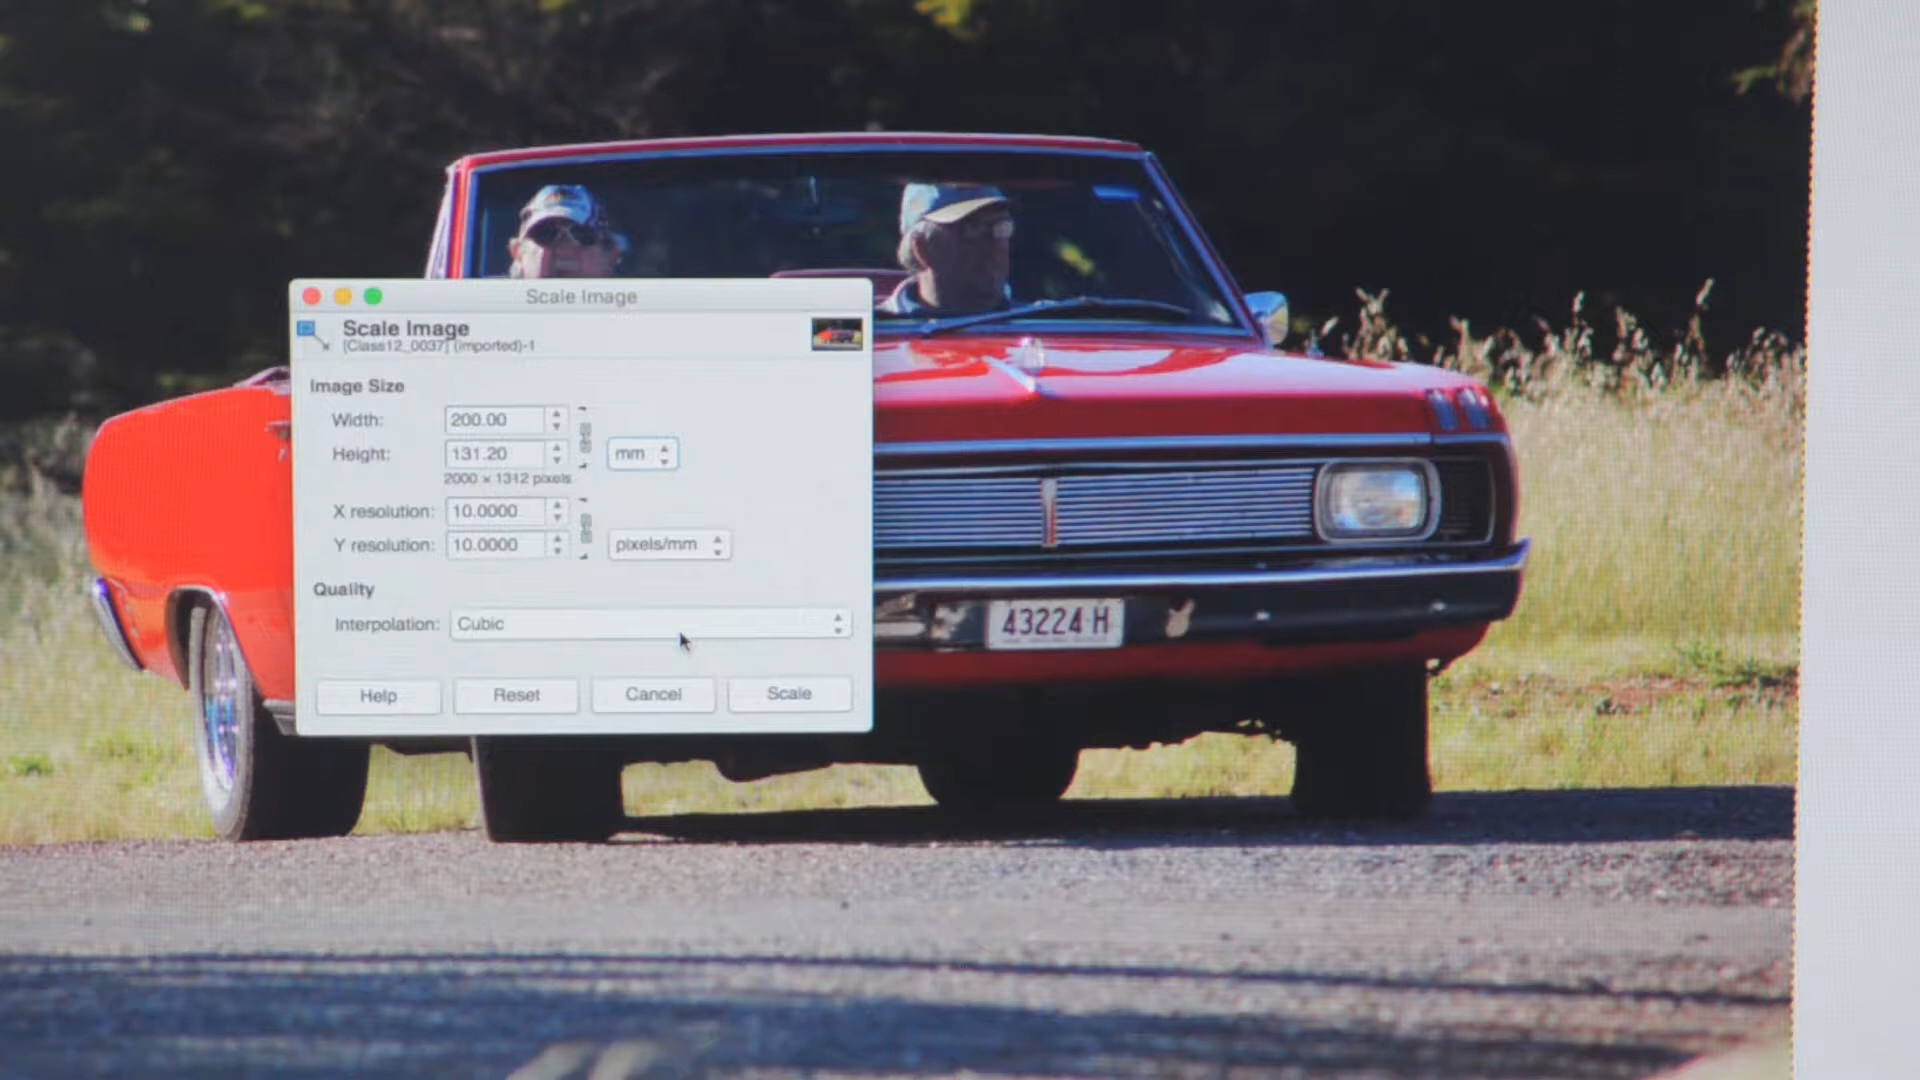 Scale Image
Scale Image
[Class12_0037] (imported)-1
Image Size
Width: 200.00
Height: 131.20 mm
2000 × 1312 pixels
X resolution: 10.0000
Y resolution: 10.0000 pixels/mm
Quality
Interpolation: Cubic
Help Reset Cancel Scale
43224 H